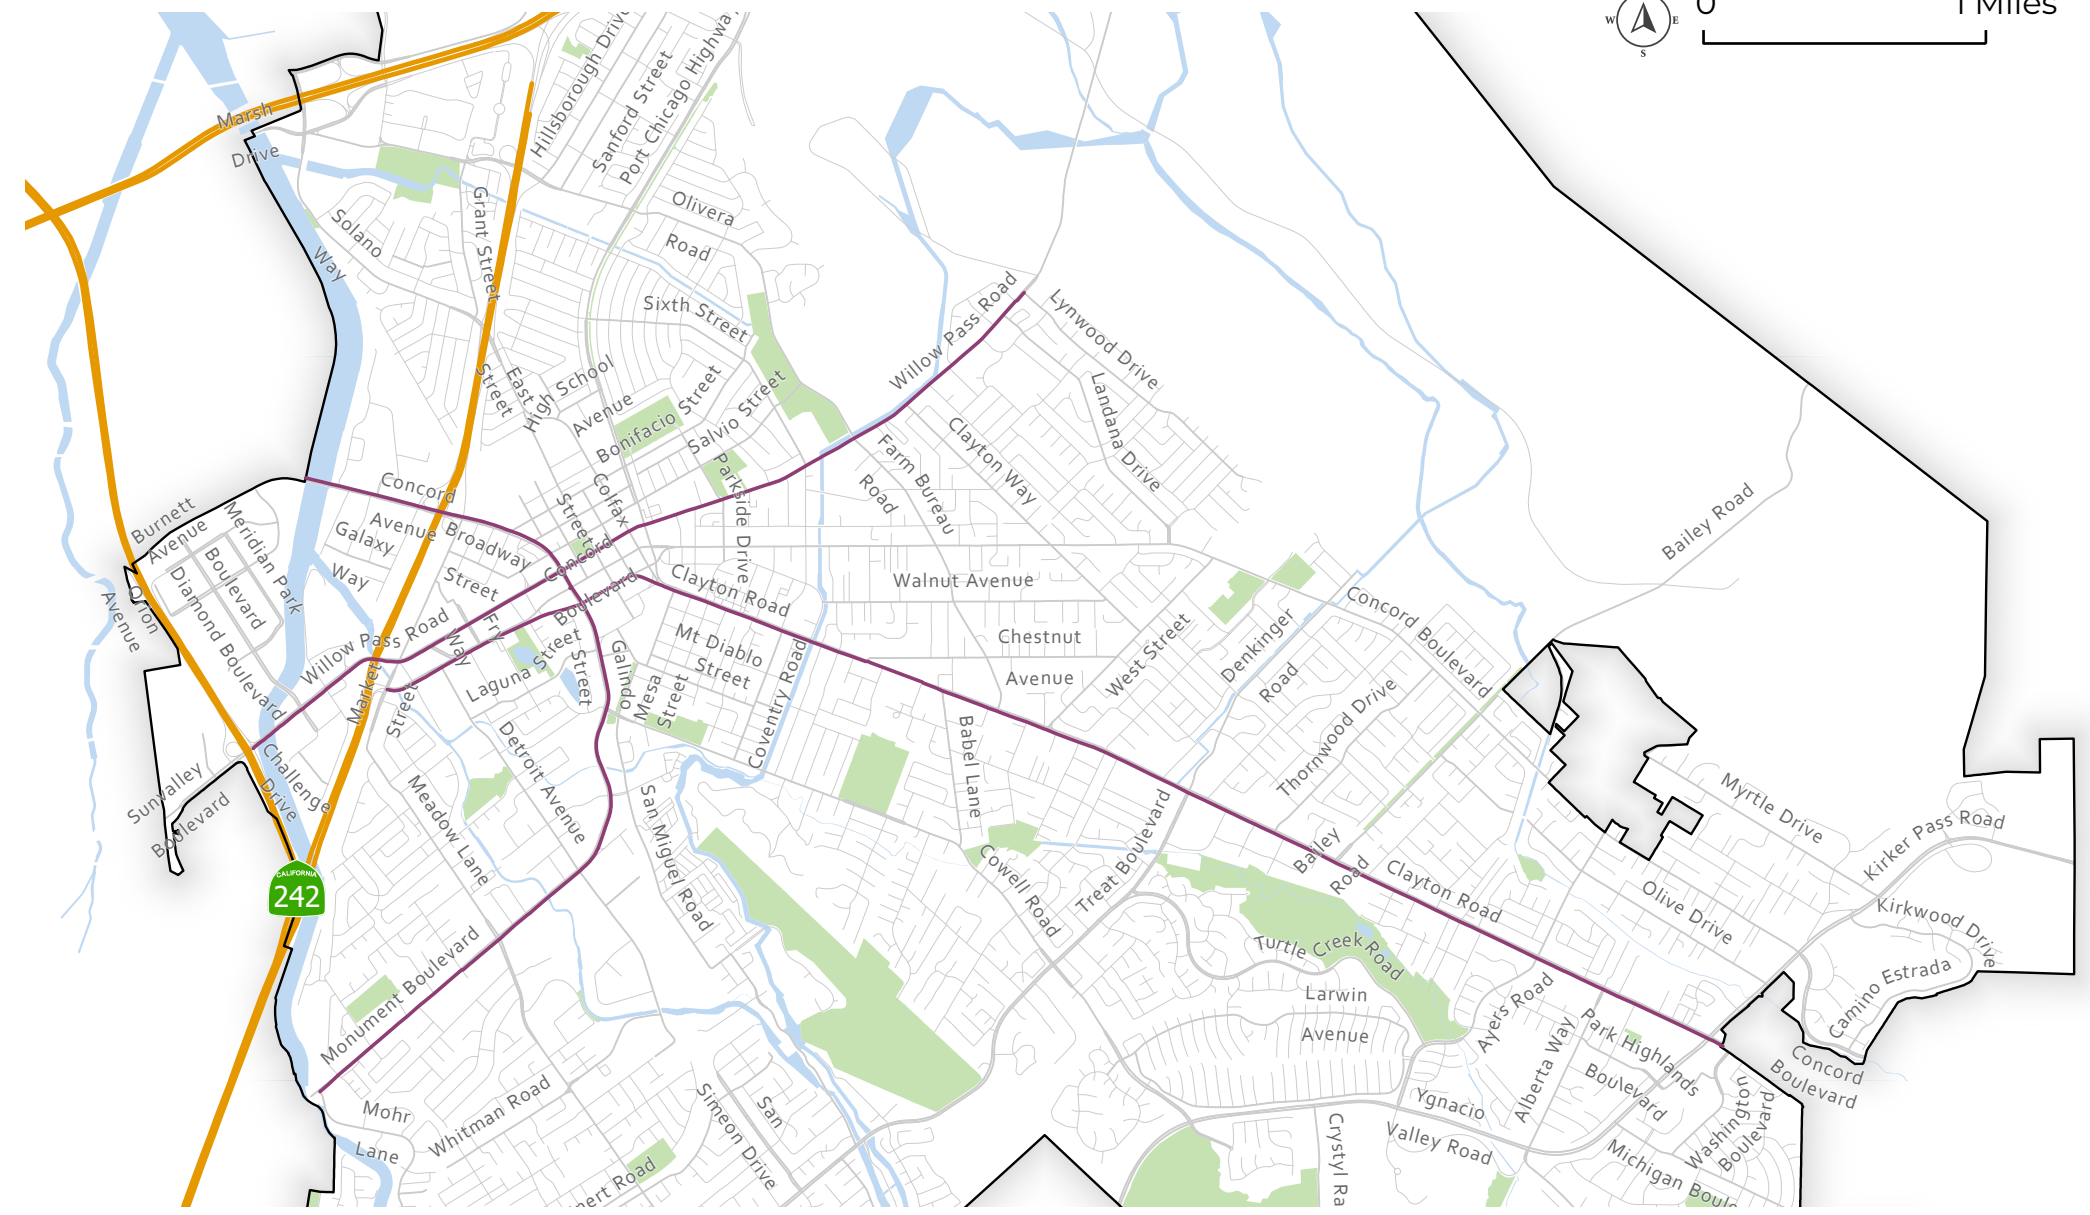 0
1 Miles
W
E
S
Marsh
Drive
Hillsborough Drive
Sanford Street
Port Chicago Highway
Olivera
Road
Solano
Way
Grant Street
Sixth Street
Willow Pass Road
Lynwood Drive
East
Street
High School
Avenue
Bonifacio Street
Salvio Street
Landana Drive
Clayton Way
Farm Bureau
Road
Parkside Drive
Colfax
Street
Concord
Avenue
Burnett
Avenue
Meridian Park
Boulevard
Galaxy
Way
Broadway
Street
Concord
Boulevard
Clayton Road
Walnut Avenue
Bailey Road
Diamond Boulevard
Orion
Avenue
Willow Pass Road
Fry
Way
Laguna Street
Street
Galindo
Mt Diablo
Street
Mesa
Street
Coventry Road
Chestnut
Avenue
West Street
Denkinger
Road
Concord Boulevard
Thornwood Drive
Market
Street
Sunvalley
Boulevard
Challenge
Drive
Detroit Avenue
Meadow Lane
San Miguel Road
Babel Lane
Treat Boulevard
Cowell Road
Bailey
Road
Clayton Road
Myrtle Drive
Kirker Pass Road
Olive Drive
Kirkwood Drive
Camino Estrada
CALIFORNIA
242
Turtle Creek Road
Larwin
Avenue
Ayers Road
Alberta Way
Park Highlands
Boulevard
Concord
Boulevard
Monument Boulevard
Mohr
Lane
Whitman Road
Simeon Drive
San
Ygnacio
Valley Road
Washington
Boulevard
Michigan Boule
Crystyl Ra
nert Road